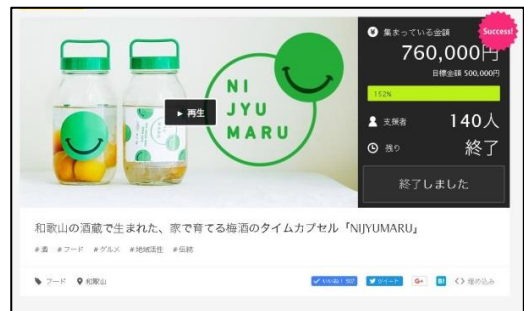 NI
JYU
MARU
再生
集まっている金額
Success!
760,000円
目標金額 500,000円
152%
支援者 140人
残り 終了
終了しました
和歌山の酒蔵で生まれた、家で育てる梅酒のタイムカプセル「NIJYUMARU」
#酒 #フード #グルメ #地域活性 #伝統
フード 和歌山
いいね! 507 ツイート G+ B! <> 埋め込み